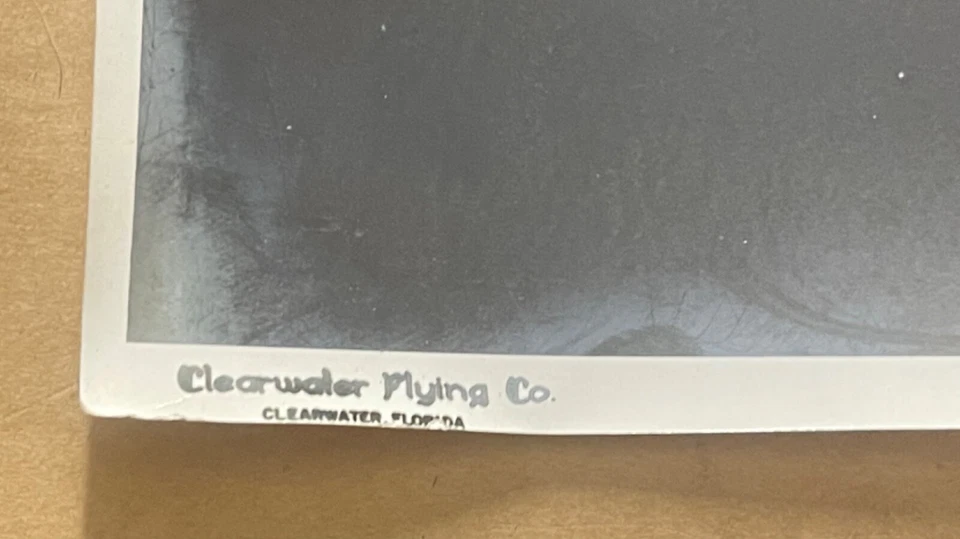 Clearwater Flying Co.
CLEARWATER, FLORIDA